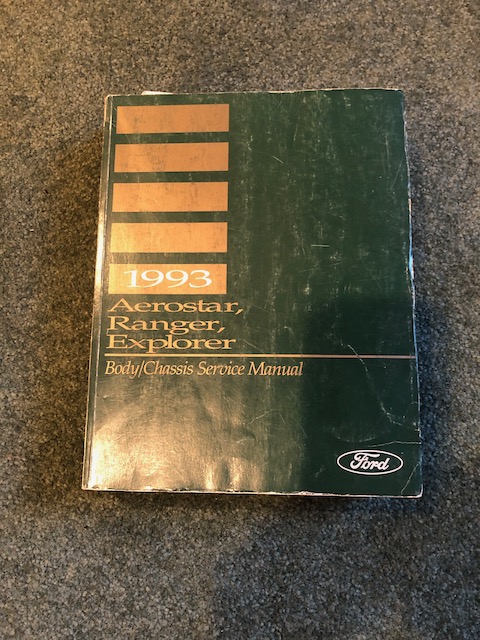 1993
Aerostar,
Ranger,
Explorer
Body/Chassis Service Manual
Ford